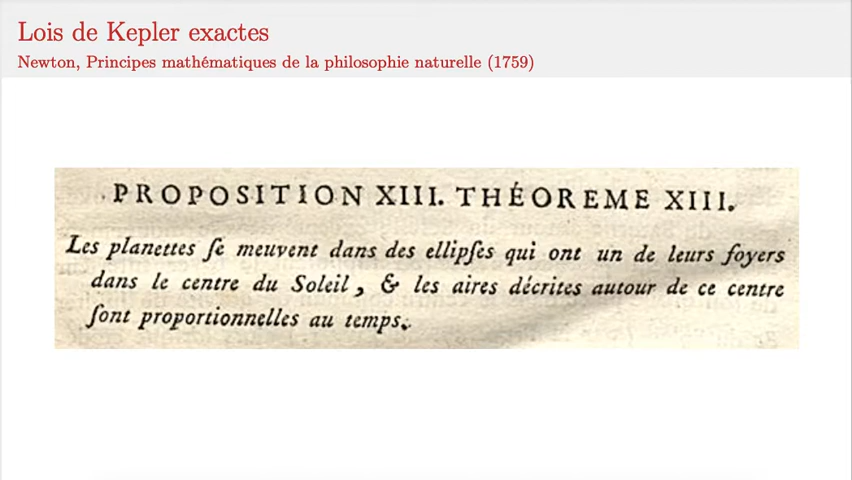 Lois de Kepler exactes
Newton, Principes mathématiques de la philosophie naturelle (1759)
PROPOSITION XIII. THÉOREME XIII.
Les planettes ſe meuvent dans des ellipſes qui ont un de leurs foyers
dans le centre du Soleil, & les aires décrites autour de ce centre
ſont proportionnelles au temps.